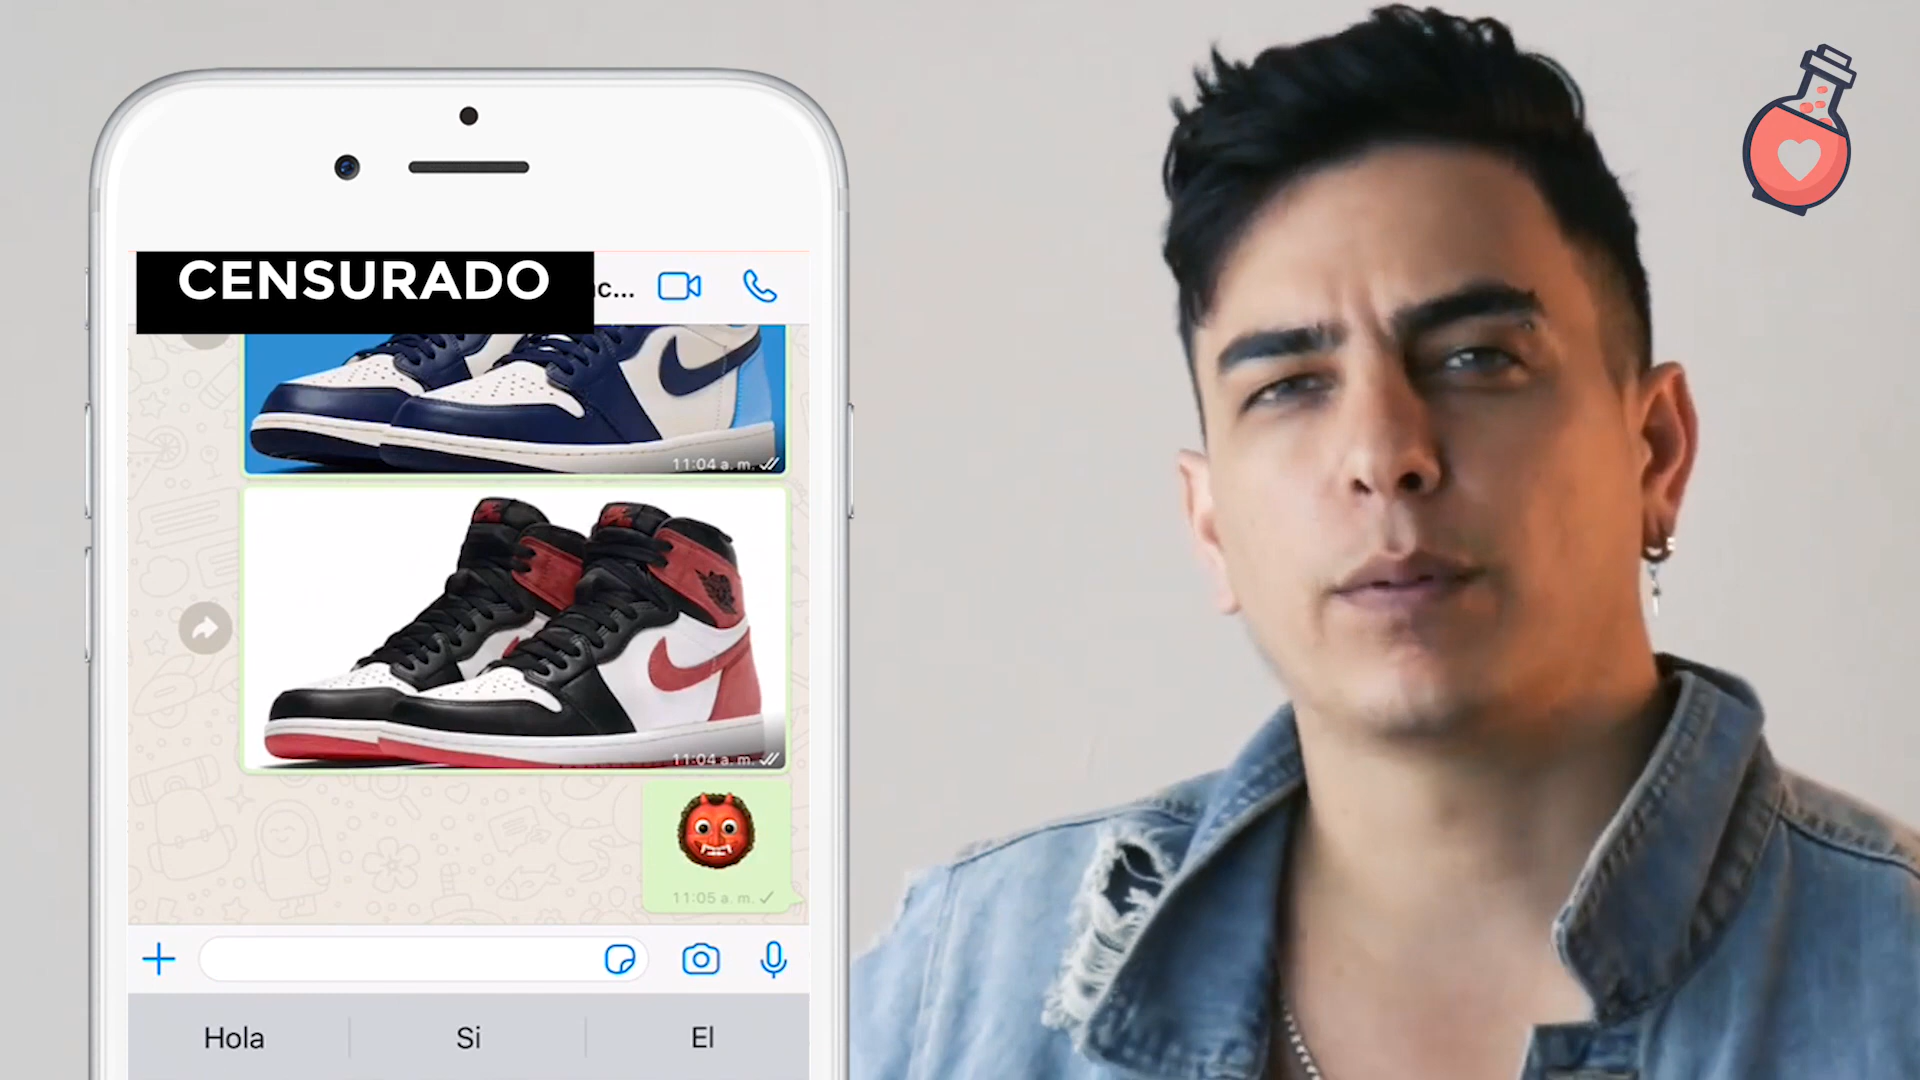 CENSURADO
c...
11:04 a. m.
11:04 a. m.
11:05 a. m.
Hola Si El